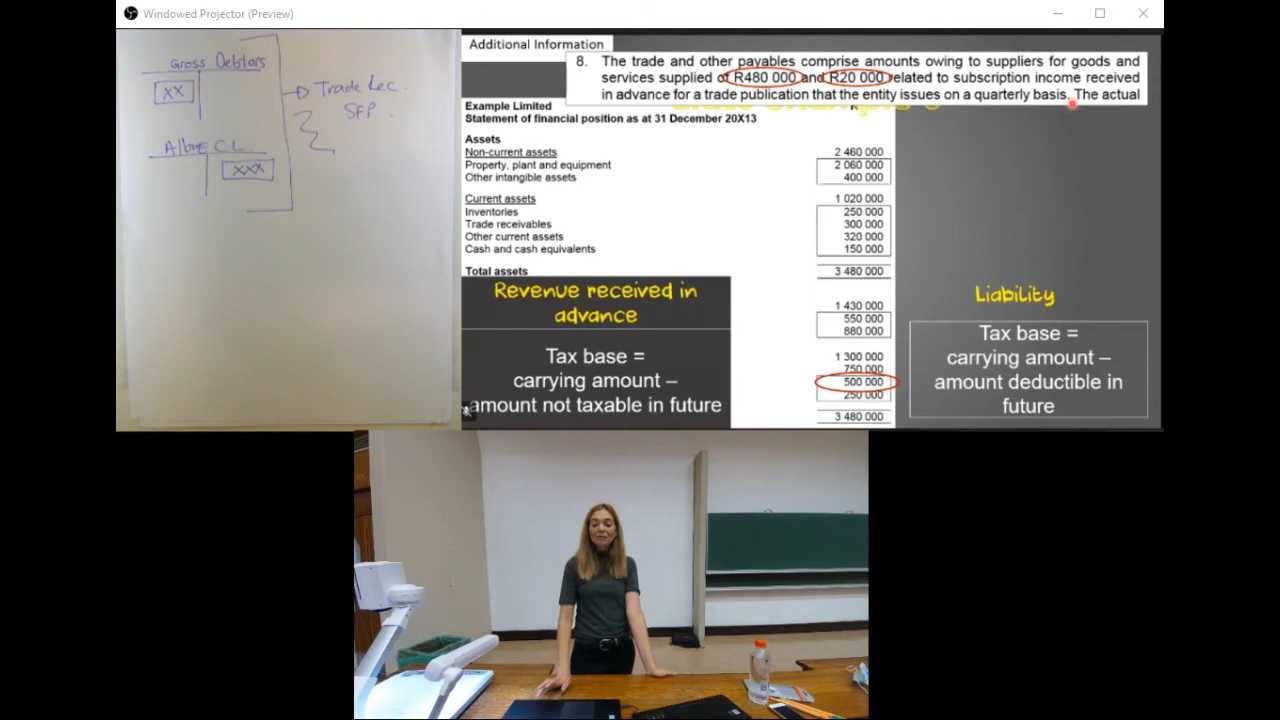 Windowed Projector (Preview)
Gross Debtors
XX
Trade Rec.
SFP.
C.L.
XXX
Additional Information
8. The trade and other payables comprise amounts owing to suppliers for goods and
services supplied of R480 000 and R20 000 related to subscription income received
in advance for a trade publication that the entity issues on a quarterly basis. The actual
Example Limited
Statement of financial position as at 31 December 20X13
Assets
Non-current assets 2 460 000
Property, plant and equipment 2 060 000
Other intangible assets 400 000
Current assets 1 020 000
Inventories 250 000
Trade receivables 300 000
Other current assets 320 000
Cash and cash equivalents 150 000
Total assets 3 480 000
1 430 000
550 000
880 000
1 300 000
750 000
500 000
250 000
3 480 000
Revenue received in
advance
Tax base =
carrying amount –
amount not taxable in future
Liability
Tax base =
carrying amount –
amount deductible in
future